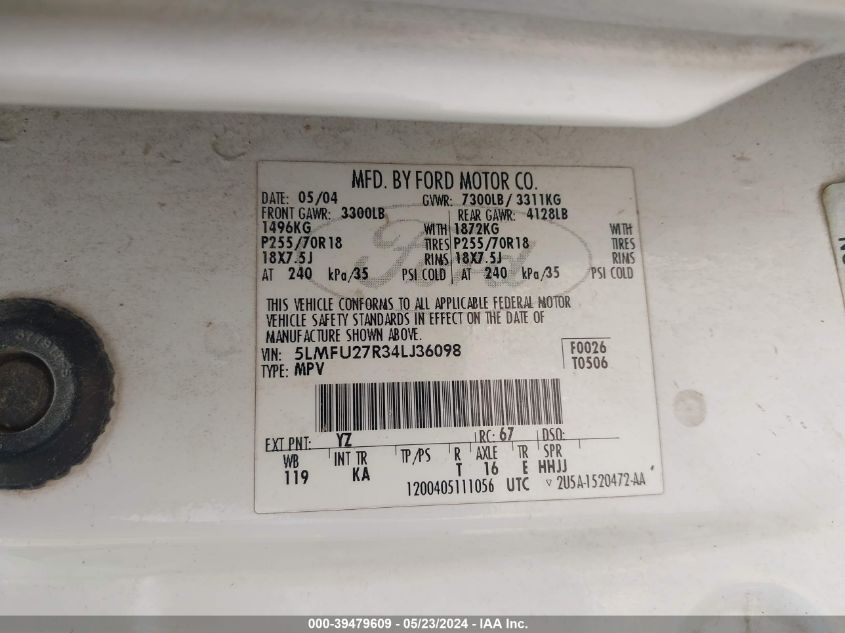 MFD. BY FORD MOTOR CO.
DATE: 05/04 GVWR: 7300LB/ 3311KG
FRONT GAWR: 3300LB REAR GAWR: 4128LB
1496KG WITH 1872KG WITH
P255/70R18 TIRES P255/70R18 TIRES
18X7.5J RIMS 18X7.5J RIMS
AT 240 kPa/35 PSI COLD AT 240 kPa/35 PSI COLD
Ford
THIS VEHICLE CONFORMS TO ALL APPLICABLE FEDERAL MOTOR
VEHICLE SAFETY STANDARDS IN EFFECT ON THE DATE OF
MANUFACTURE SHOWN ABOVE.
VIN: 5LMFU27R34LJ36098 F0026
TYPE: MPV T0506
EXT PNT: YZ RC: 67 DSO:
WB INT TR TP/PS R AXLE TR SPR
119 KA T 16 E HHJJ
1200405111056 UTC ▽ 2U5A-1520472-AA
000-39479609 - 05/23/2024 - IAA Inc.